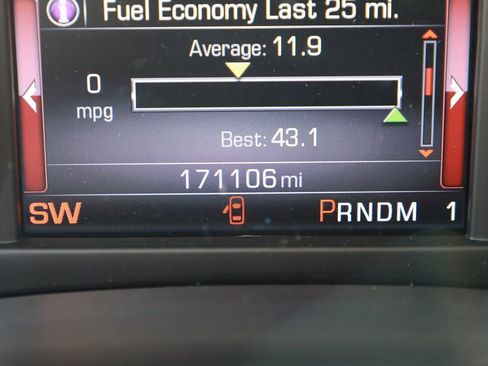 i Fuel Economy Last 25 mi.
Average: 11.9
0
mpg
Best: 43.1
171106 mi
SW PRNDM 1